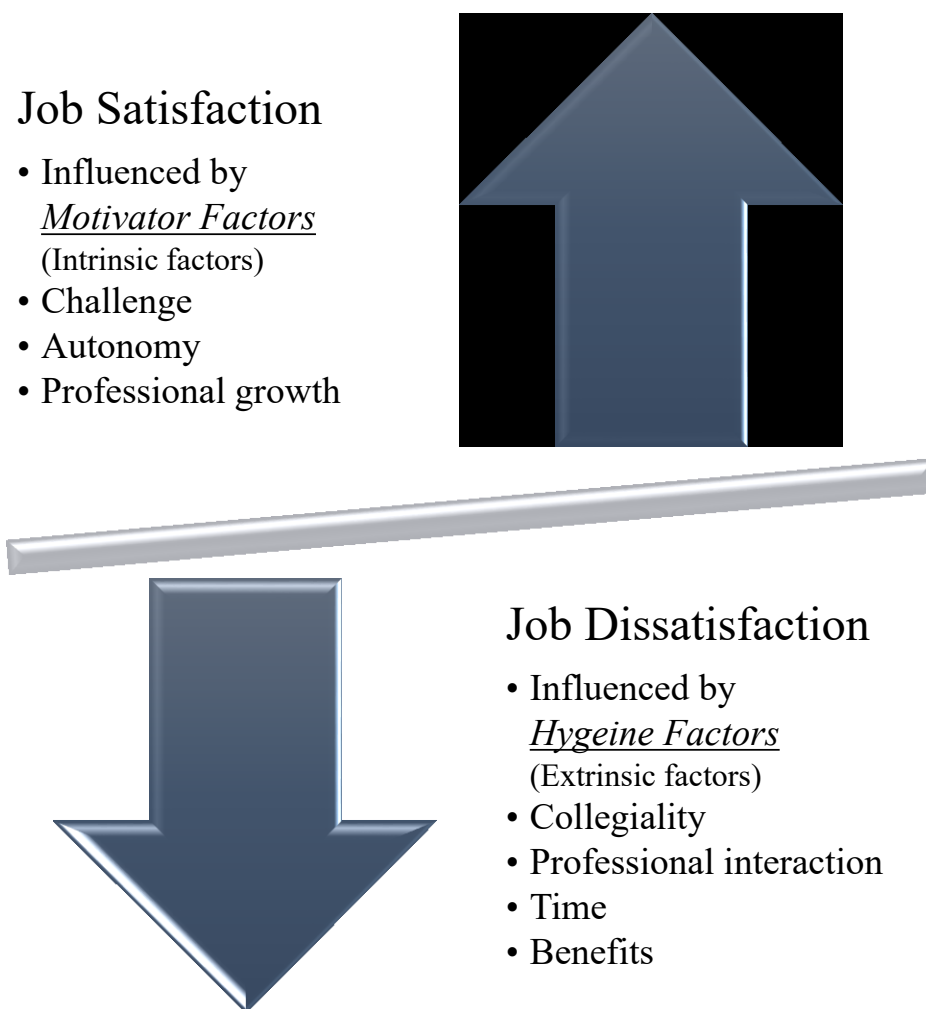 Job Satisfaction
• Influenced by
Motivator Factors
(Intrinsic factors)
• Challenge
• Autonomy
• Professional growth
Job Dissatisfaction
• Influenced by
Hygeine Factors
(Extrinsic factors)
• Collegiality
• Professional interaction
• Time
• Benefits